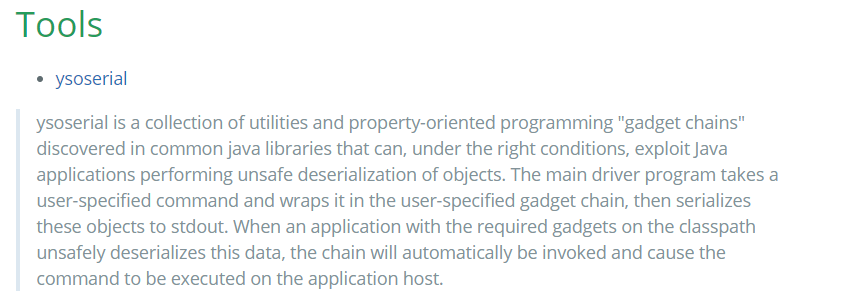 Tools
ysoserial
ysoserial is a collection of utilities and property-oriented programming "gadget chains"
discovered in common java libraries that can, under the right conditions, exploit Java
applications performing unsafe deserialization of objects. The main driver program takes a
user-specified command and wraps it in the user-specified gadget chain, then serializes
these objects to stdout. When an application with the required gadgets on the classpath
unsafely deserializes this data, the chain will automatically be invoked and cause the
command to be executed on the application host.